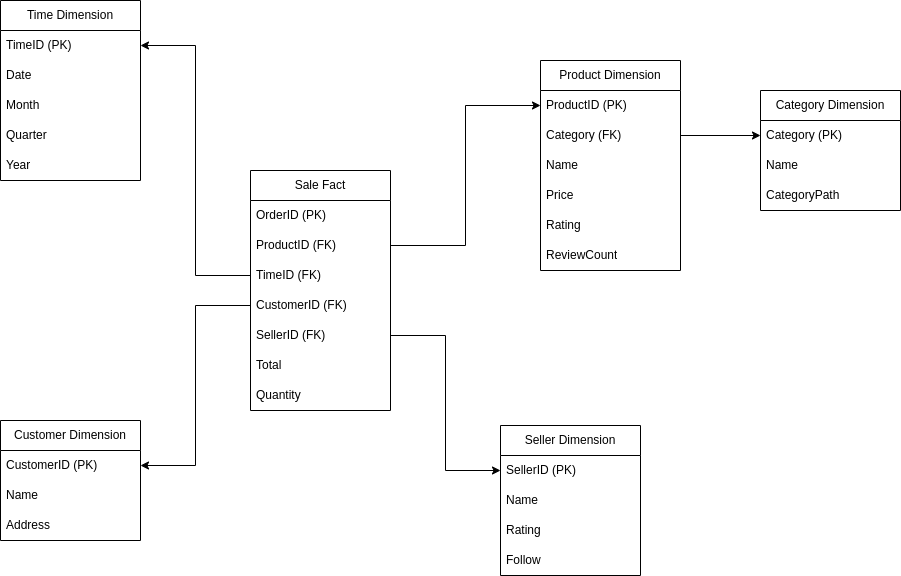 Time Dimension
TimeID (PK)
Date
Month
Quarter
Year
Sale Fact
OrderID (PK)
ProductID (FK)
TimeID (FK)
CustomerID (FK)
SellerID (FK)
Total
Quantity
Product Dimension
ProductID (PK)
Category (FK)
Name
Price
Rating
ReviewCount
Category Dimension
Category (PK)
Name
CategoryPath
Customer Dimension
CustomerID (PK)
Name
Address
Seller Dimension
SellerID (PK)
Name
Rating
Follow